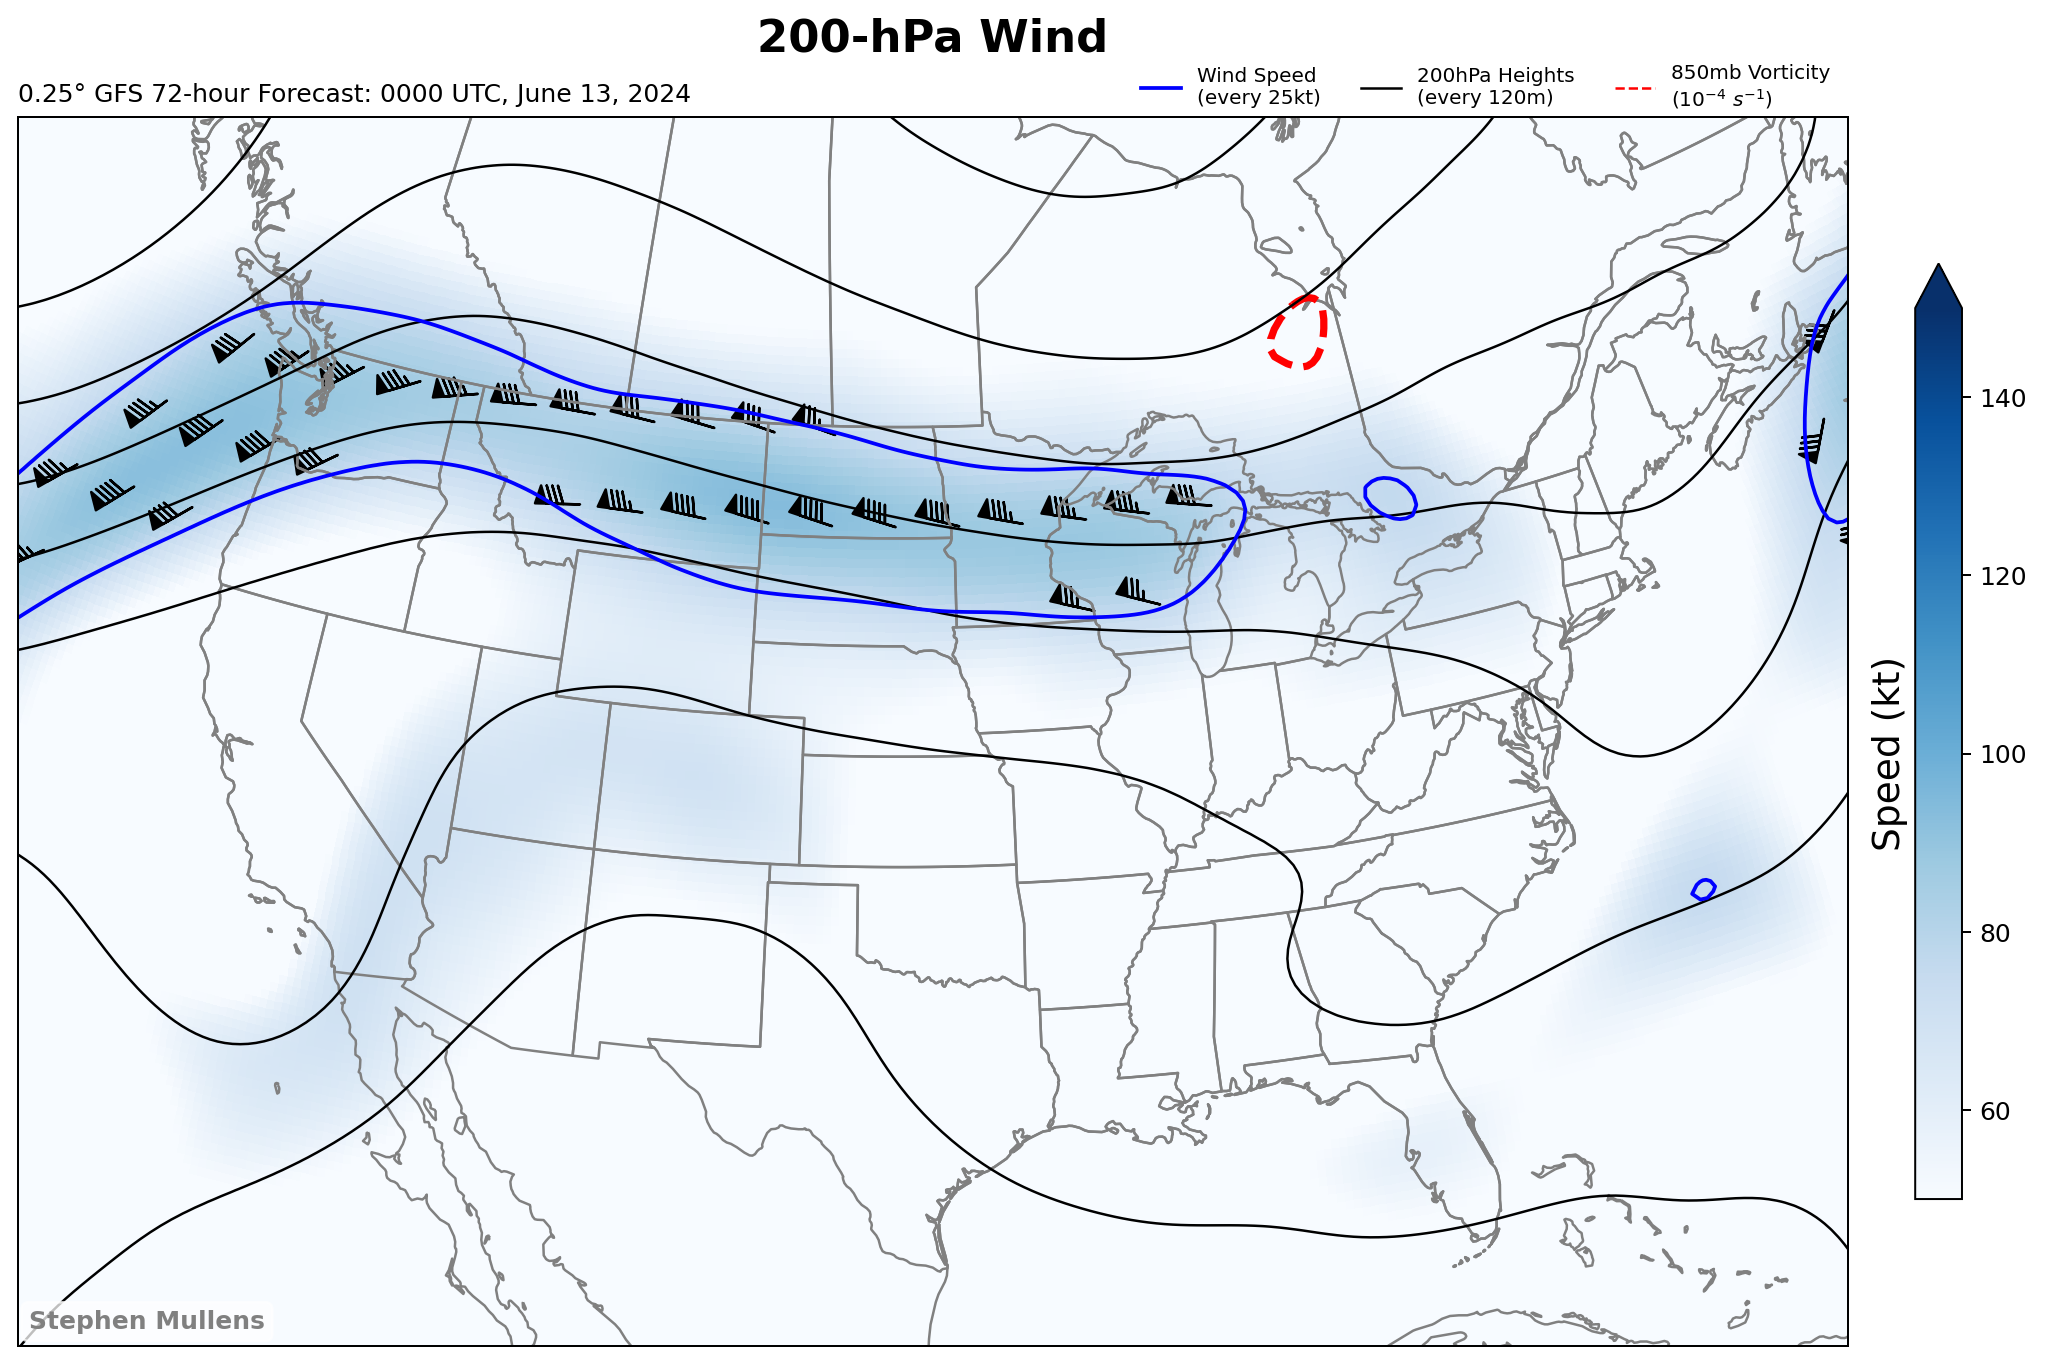 200-hPa Wind
0.25° GFS 72-hour Forecast: 0000 UTC, June 13, 2024
Wind Speed
(every 25kt)
200hPa Heights
(every 120m)
850mb Vorticity
(10⁻⁴ s⁻¹)
140
120
100
80
60
Speed (kt)
Stephen Mullens